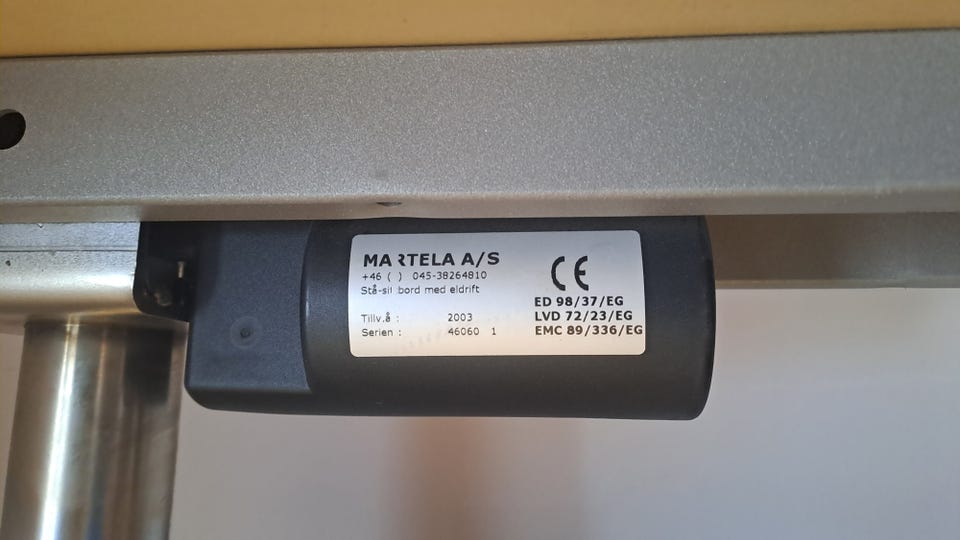 MARTELA A/S
+46 ( ) 045-38264810
Stå-sit bord med eldrift
Tillv.å : 2003
Serien : 46060 1
CE
ED 98/37/EG
LVD 72/23/EG
EMC 89/336/EG